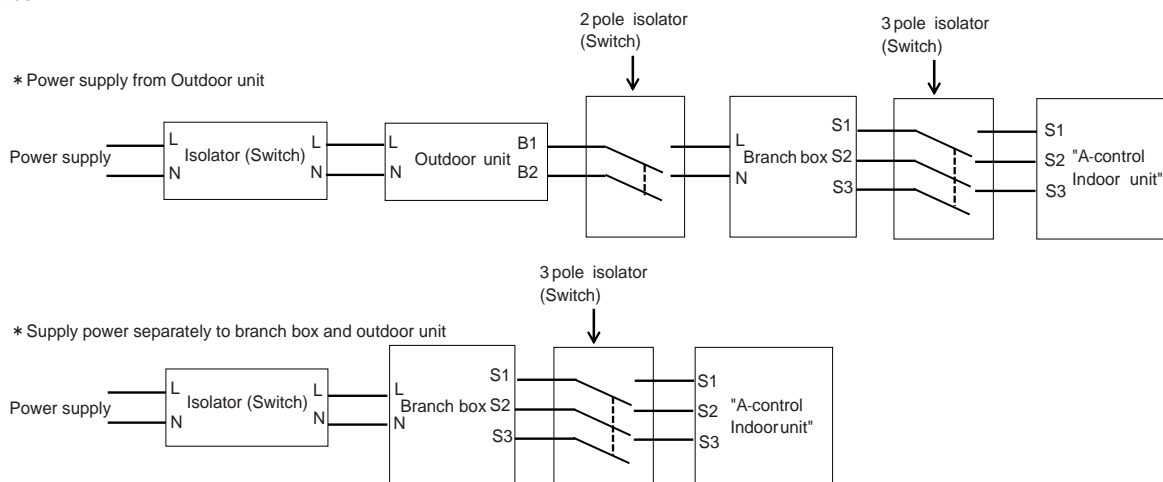 2 pole isolator
(Switch)
3 pole isolator
(Switch)
* Power supply from Outdoor unit
Power supply
L
N
Isolator (Switch)
L
N
L
N
Outdoor unit
B1
B2
L
N
Branch box
S1
S2
S3
S1
S2
S3
"A-control
Indoor unit"
3 pole isolator
(Switch)
* Supply power separately to branch box and outdoor unit
Power supply
L
N
Isolator (Switch)
L
N
L
N
Branch box
S1
S2
S3
S1
S2
S3
"A-control
Indoor unit"